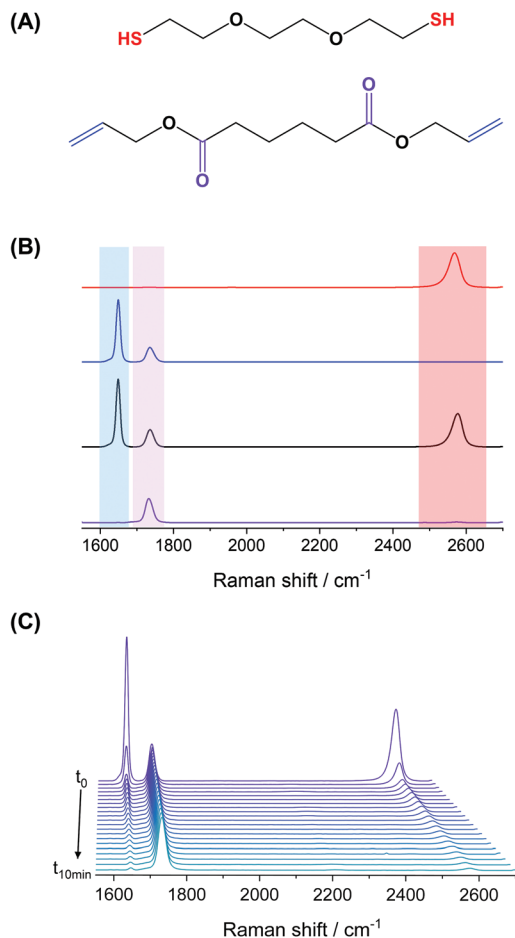 (A)
HS
O
O
SH
O
O
O
O
(B)
1600 1800 2000 2200 2400 2600
Raman shift / cm⁻¹
(C)
t₀
t₁₀ₘᵢₙ
1600 1800 2000 2200 2400 2600
Raman shift / cm⁻¹